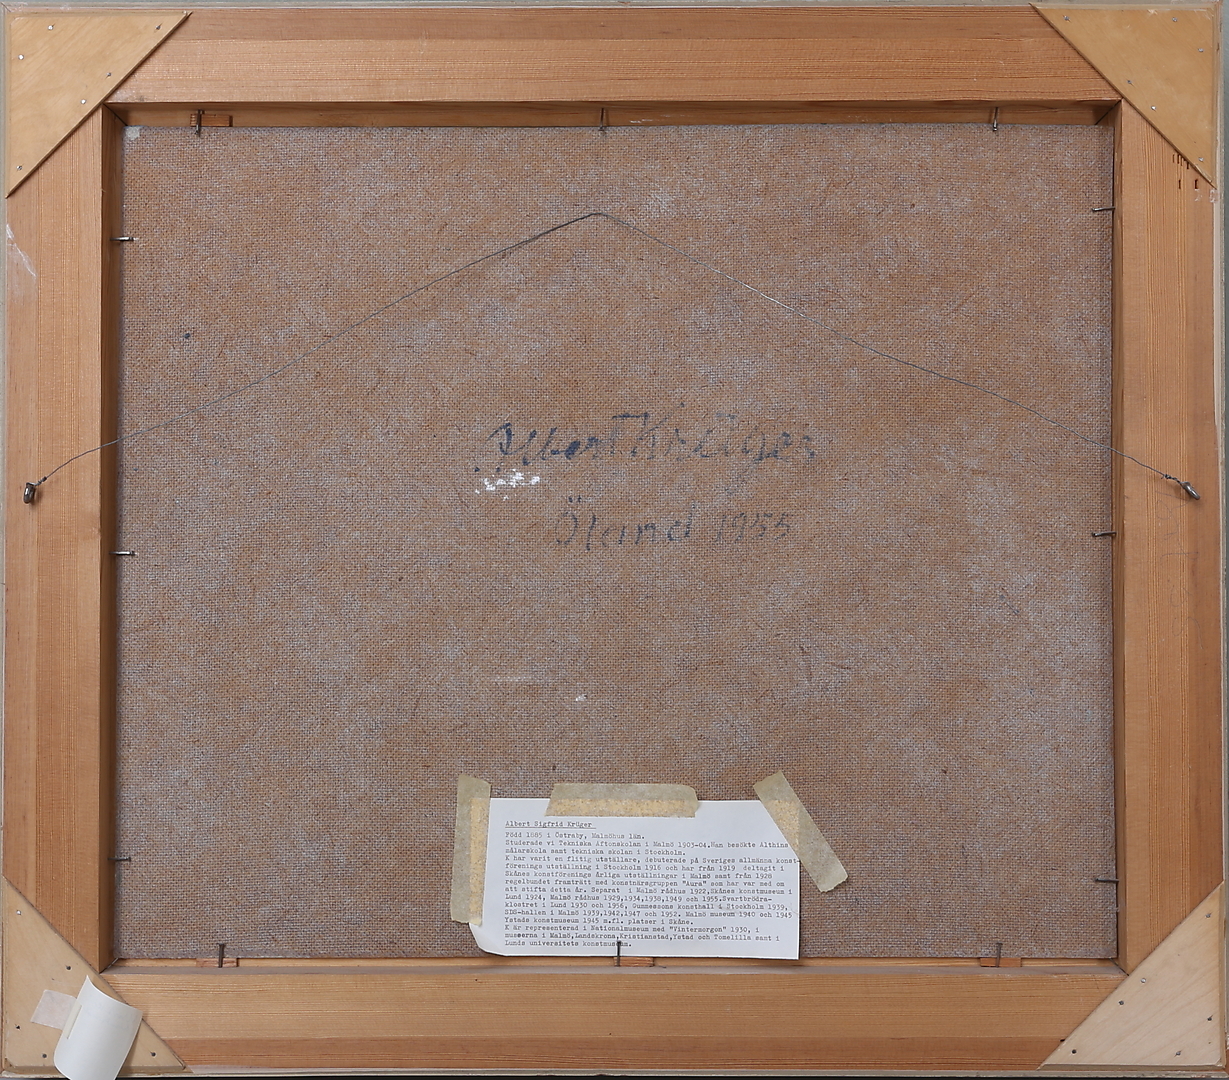 Albert Krüger
Öland 1955
Albert Sigfrid Krüger
Född 1885 i Östraby, Malmöhus län.
Studerade vi Tekniska Aftonskolan i Malmö 1903-04.Han besökte Althins
målarskola samt tekniska skolan i Stockholm.
K har varit en flitig utställare, debuterade på Sveriges allmänna konst-
förenings utställning i Stockholm 1916 och har från 1919 deltagit i
Skånes konstförenings årliga utställningar i Malmö samt från 1928
regelbundet framträtt med konstnärsgruppen "Aura" som har var med om
att stifta detta år. Separat i Malmö rådhus 1922,Skånes konstmuseum i
Lund 1924, Malmö rådhus 1929,1934,1938,1949 och 1955.Svartbrödra-
klostret i Lund 1930 och 1956, Gummesons konsthall i Stockholm 1939,
SDS-hallen i Malmö 1939,1942,1947 och 1952. Malmö museum 1940 och 1945
Ystads konstmuseum 1945 m.fl. platser i Skåne.
K är representerad i Nationalmuseum med "Vintermorgon" 1930, i
museerna i Malmö,Landskrona,Kristianstad,Ystad och Tomelilla samt i
Lunds universitets konstmuseum.